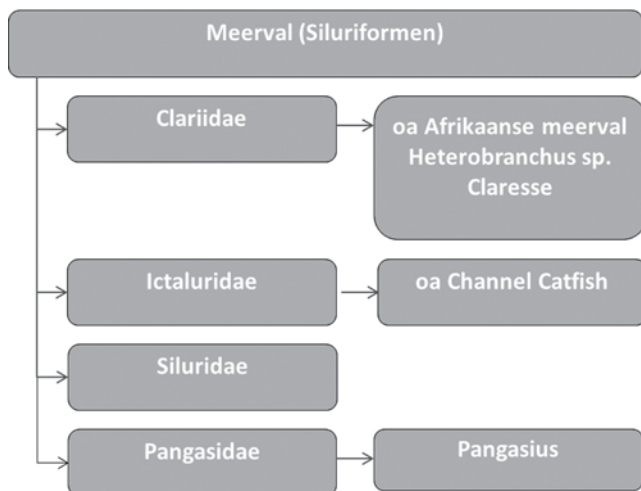 Meerval (Siluriformen)
Clariidae
oa Afrikaanse meerval
Heterobranchus sp.
Claresse
Ictaluridae
oa Channel Catfish
Siluridae
Pangasidae
Pangasius